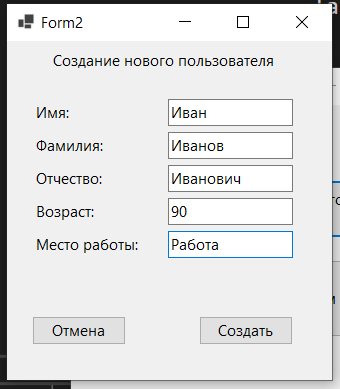 Form2
Создание нового пользователя
Имя: Иван
Фамилия: Иванов
Отчество: Иванович
Возраст: 90
Место работы: Работа
Отмена Создать